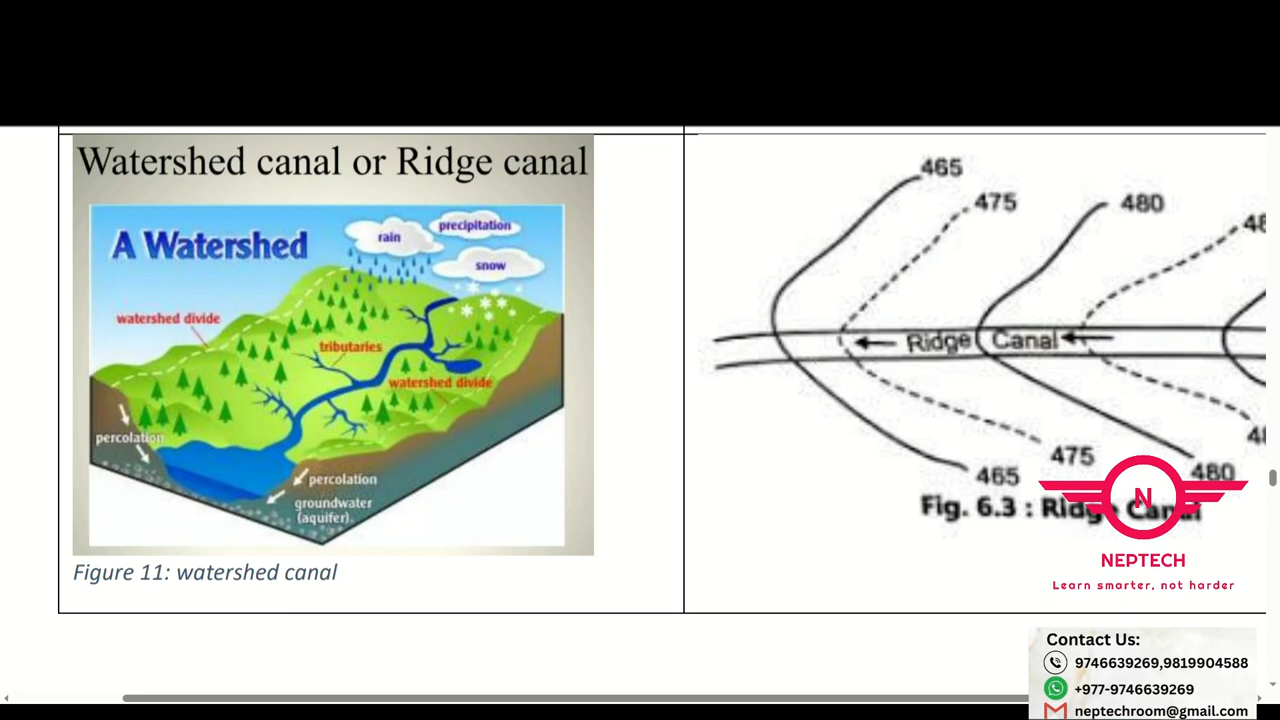 Watershed canal or Ridge canal
A Watershed
rain
precipitation
snow
watershed divide
tributaries
watershed divide
percolation
percolation
groundwater
(aquifer)
Figure 11: watershed canal
465
475
480
Ridge Canal
475
465
480
Fig. 6.3 : Ridge Canal
N
NEPTECH
Learn smarter, not harder
Contact Us:
9746639269,9819904588
+977-9746639269
neptechroom@gmail.com